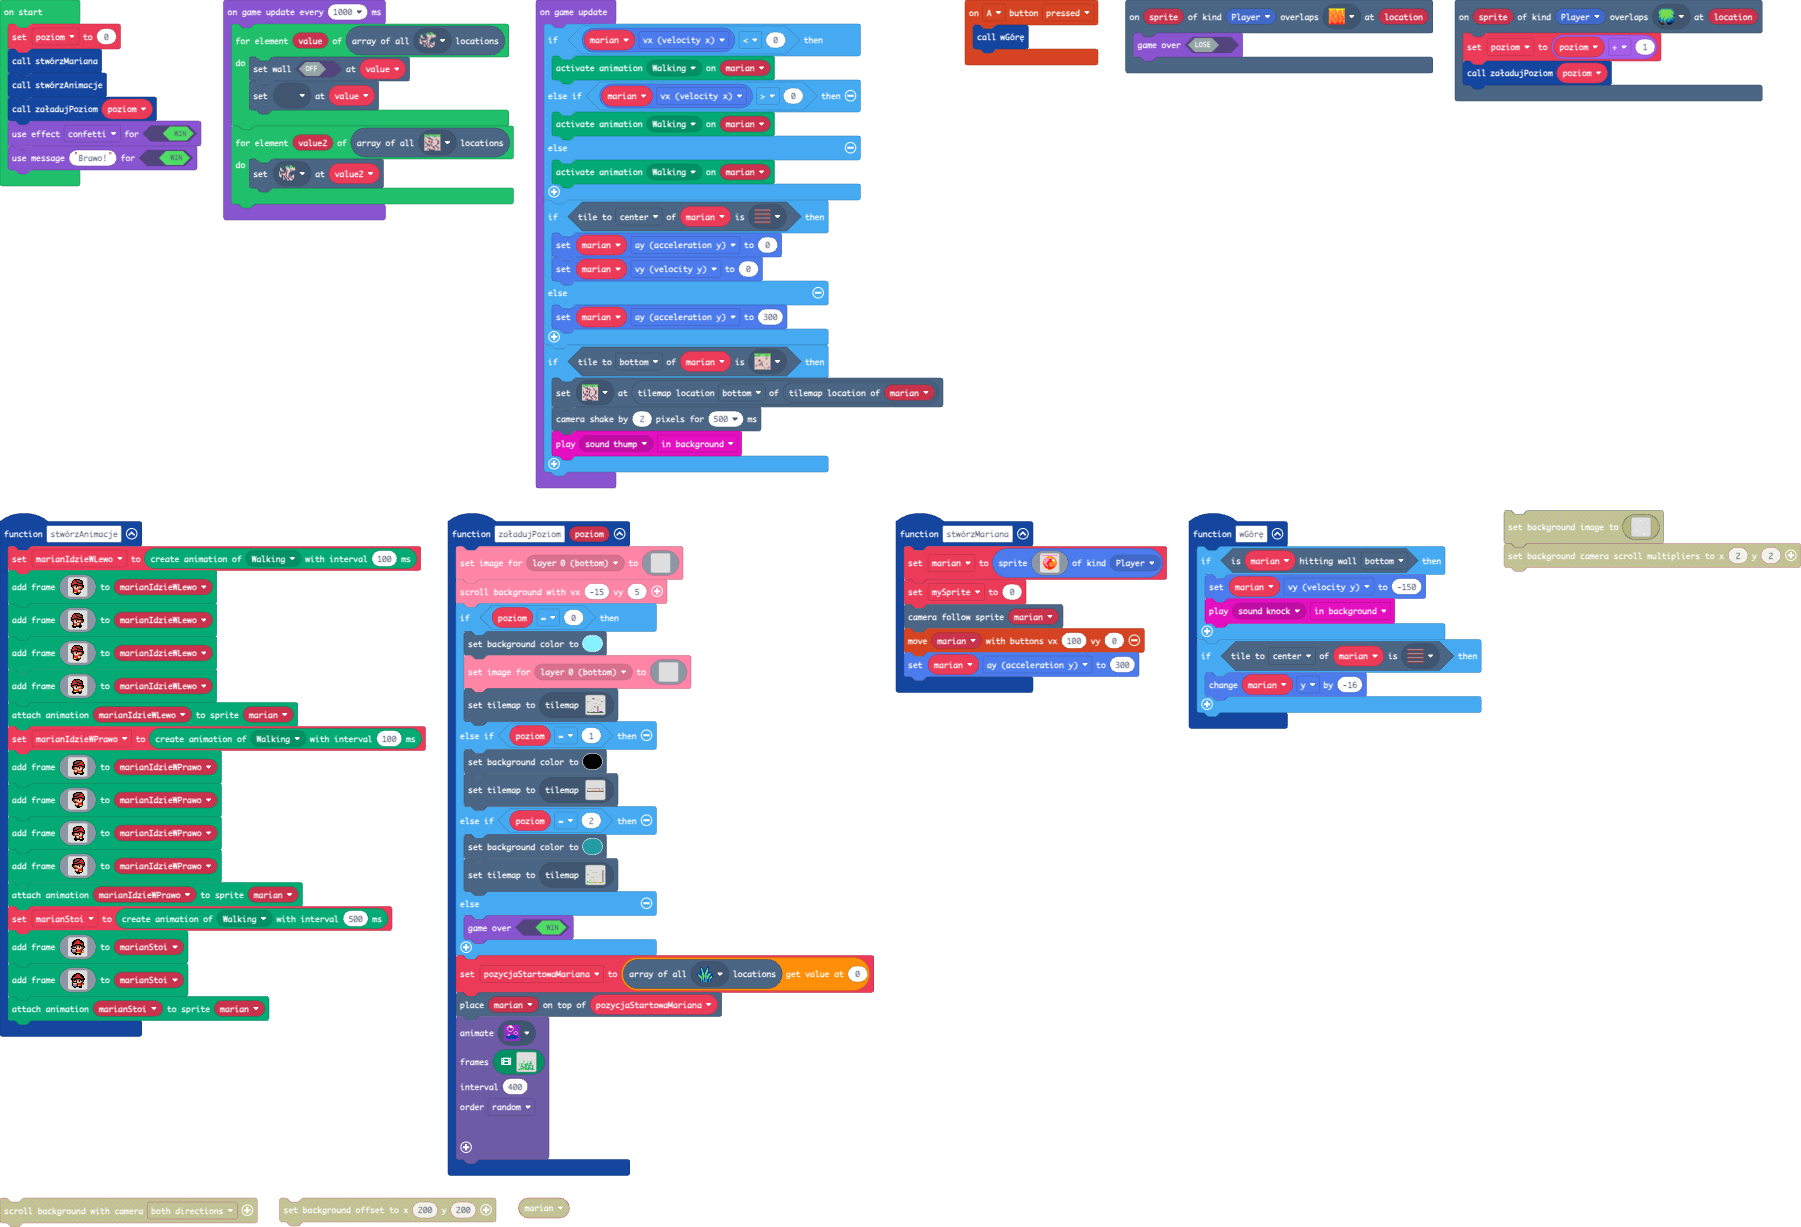 on start
set poziom to 0
call stwórzMariana
call stwórzAnimacje
call załadujPoziom poziom
use effect confetti for WIN
use message "Brawo!" for WIN
on game update every 1000 ms
for element value of array of all locations
do
set wall OFF at value
set at value
for element value2 of array of all locations
do
set at value2
on game update
if marian vx (velocity x) < 0 then
activate animation Walking on marian
else if marian vx (velocity x) > 0 then
activate animation Walking on marian
else
activate animation Walking on marian
if tile to center of marian is then
set marian ay (acceleration y) to 0
set marian vy (velocity y) to 0
else
set marian ay (acceleration y) to 300
if tile to bottom of marian is then
set at tilemap location bottom of tilemap location of marian
camera shake by 2 pixels for 500 ms
play sound thump in background
on A button pressed
call wGórę
on sprite of kind Player overlaps at location
game over LOSE
on sprite of kind Player overlaps at location
set poziom to poziom + 1
call załadujPoziom poziom
function stwórzAnimacje
set marianIdzieWLewo to create animation of Walking with interval 100 ms
add frame to marianIdzieWLewo
add frame to marianIdzieWLewo
add frame to marianIdzieWLewo
add frame to marianIdzieWLewo
attach animation marianIdzieWLewo to sprite marian
set marianIdzieWPrawo to create animation of Walking with interval 100 ms
add frame to marianIdzieWPrawo
add frame to marianIdzieWPrawo
add frame to marianIdzieWPrawo
add frame to marianIdzieWPrawo
attach animation marianIdzieWPrawo to sprite marian
set marianStoi to create animation of Walking with interval 500 ms
add frame to marianStoi
add frame to marianStoi
attach animation marianStoi to sprite marian
function załadujPoziom poziom
set image for layer 0 (bottom) to
scroll background with vx -15 vy 5
if poziom = 0 then
set background color to
set image for layer 0 (bottom) to
set tilemap to tilemap
else if poziom = 1 then
set background color to
set tilemap to tilemap
else if poziom = 2 then
set background color to
set tilemap to tilemap
else
game over WIN
set pozycjaStartowaMariana to array of all locations get value at 0
place marian on top of pozycjaStartowaMariana
animate
frames
interval 400
order random
function stwórzMariana
set marian to sprite of kind Player
set mySprite to 0
camera follow sprite marian
move marian with buttons vx 100 vy 0
set marian ay (acceleration y) to 300
function wGórę
if is marian hitting wall bottom then
set marian vy (velocity y) to -150
play sound knock in background
if tile to center of marian is then
change marian y by -16
set background image to
set background camera scroll multipliers to x 2 y 2
scroll background with camera both directions
set background offset to x 200 y 200
marian